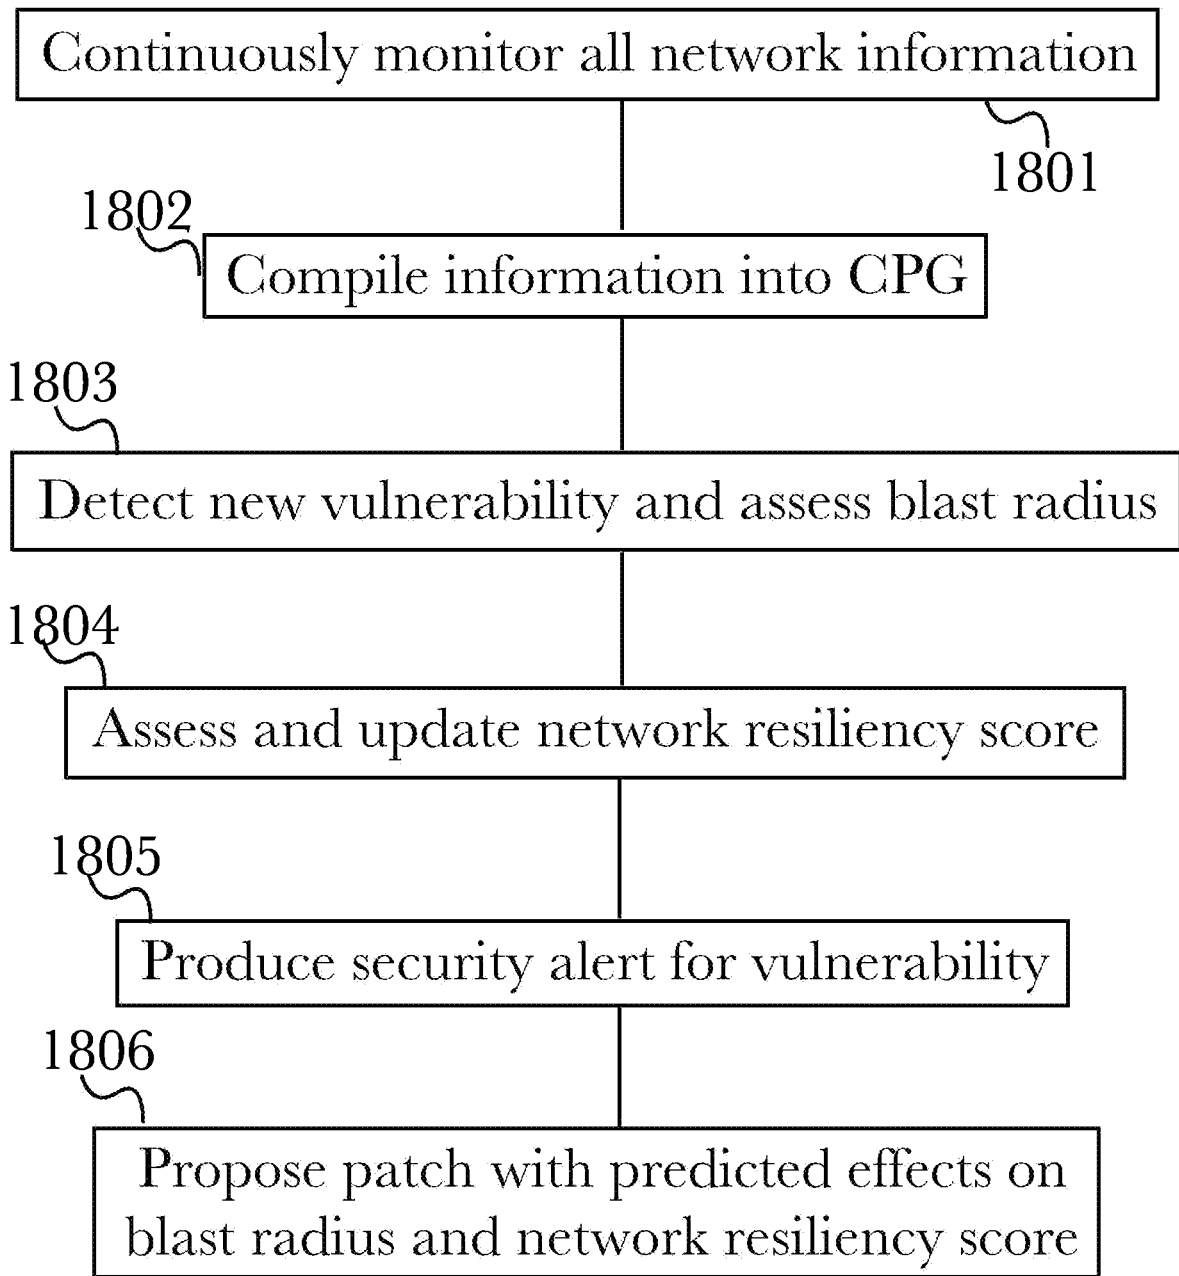 Continuously monitor all network information
1801
1802
Compile information into CPG
1803
Detect new vulnerability and assess blast radius
1804
Assess and update network resiliency score
1805
Produce security alert for vulnerability
1806
Propose patch with predicted effects on
blast radius and network resiliency score